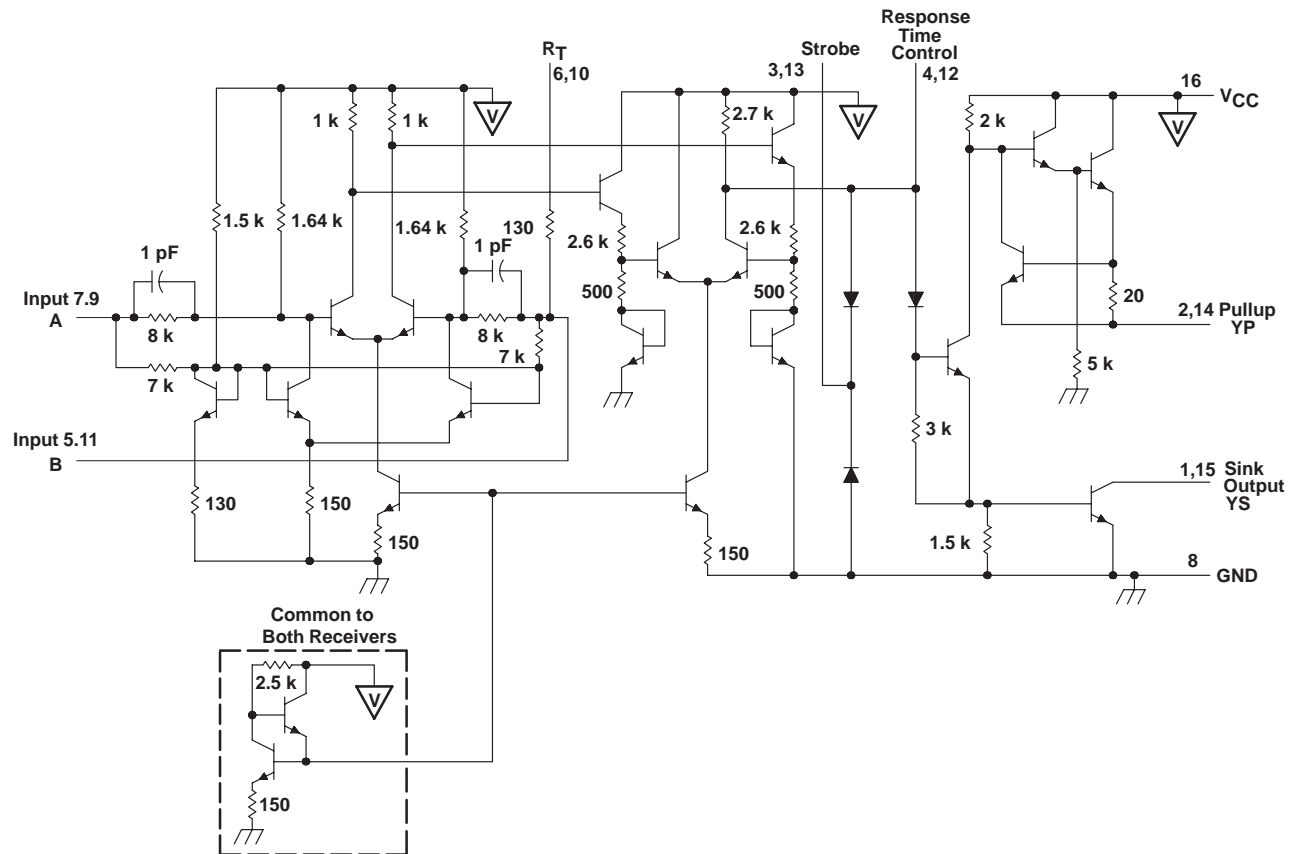 Response
Time
Control
4,12
Strobe
3,13
RT
6,10
16
VCC
V
V
V
1 k
1 k
2.7 k
2 k
1.5 k
1.64 k
1.64 k
130
1 pF
1 pF
2.6 k
2.6 k
500
500
20
Input 7.9
A
8 k
8 k
7 k
7 k
2,14 Pullup
YP
5 k
3 k
Input 5.11
B
130
150
150
150
1.5 k
1,15 Sink
Output
YS
8
GND
Common to
Both Receivers
2.5 k
V
150